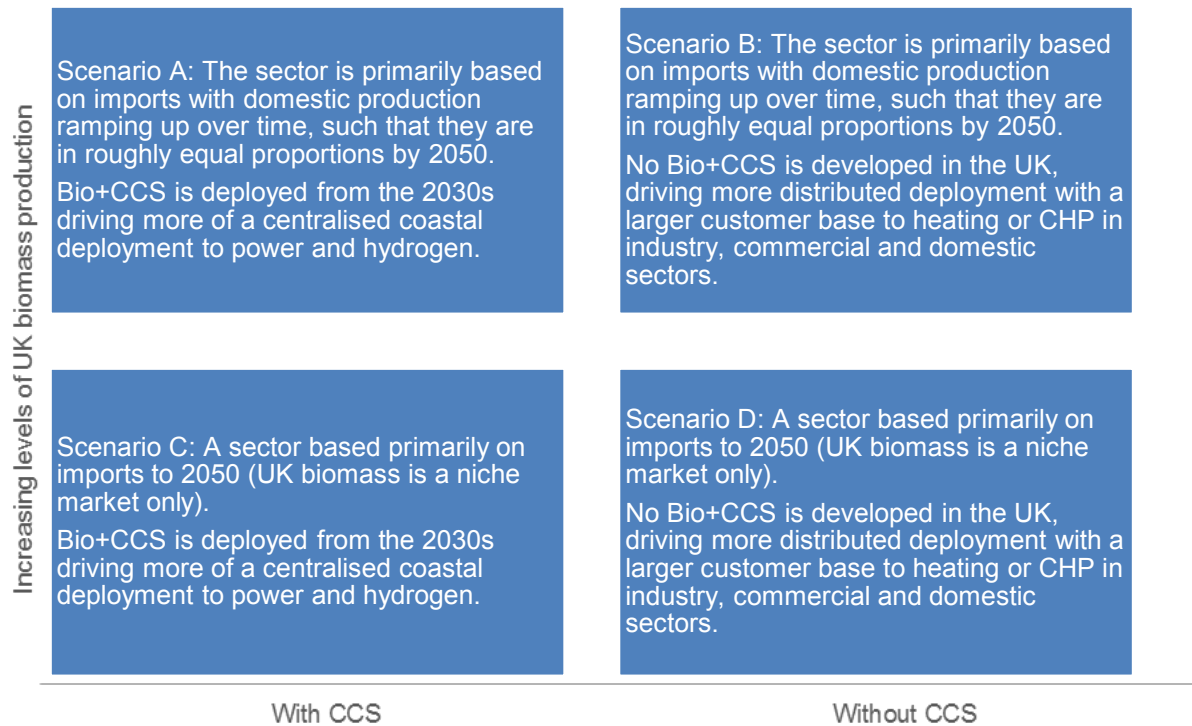 Increasing levels of UK biomass production
Scenario A: The sector is primarily based
on imports with domestic production
ramping up over time, such that they are
in roughly equal proportions by 2050.
Bio+CCS is deployed from the 2030s
driving more of a centralised coastal
deployment to power and hydrogen.
Scenario B: The sector is primarily based
on imports with domestic production
ramping up over time, such that they are
in roughly equal proportions by 2050.
No Bio+CCS is developed in the UK,
driving more distributed deployment with a
larger customer base to heating or CHP in
industry, commercial and domestic
sectors.
Scenario C: A sector based primarily on
imports to 2050 (UK biomass is a niche
market only).
Bio+CCS is deployed from the 2030s
driving more of a centralised coastal
deployment to power and hydrogen.
Scenario D: A sector based primarily on
imports to 2050 (UK biomass is a niche
market only).
No Bio+CCS is developed in the UK,
driving more distributed deployment with a
larger customer base to heating or CHP in
industry, commercial and domestic
sectors.
With CCS
Without CCS